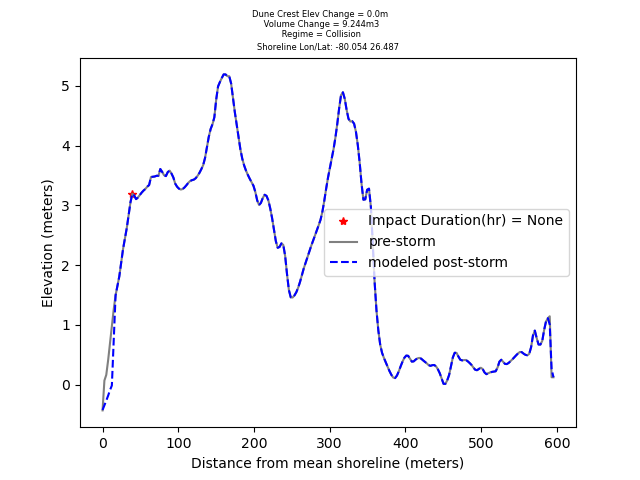 Dune Crest Elev Change = 0.0m
Volume Change = 9.244m3
Regime = Collision
Shoreline Lon/Lat: -80.054 26.487
5
4
3
2
1
0
Elevation (meters)
Impact Duration(hr) = None
pre-storm
modeled post-storm
0 100 200 300 400 500 600
Distance from mean shoreline (meters)